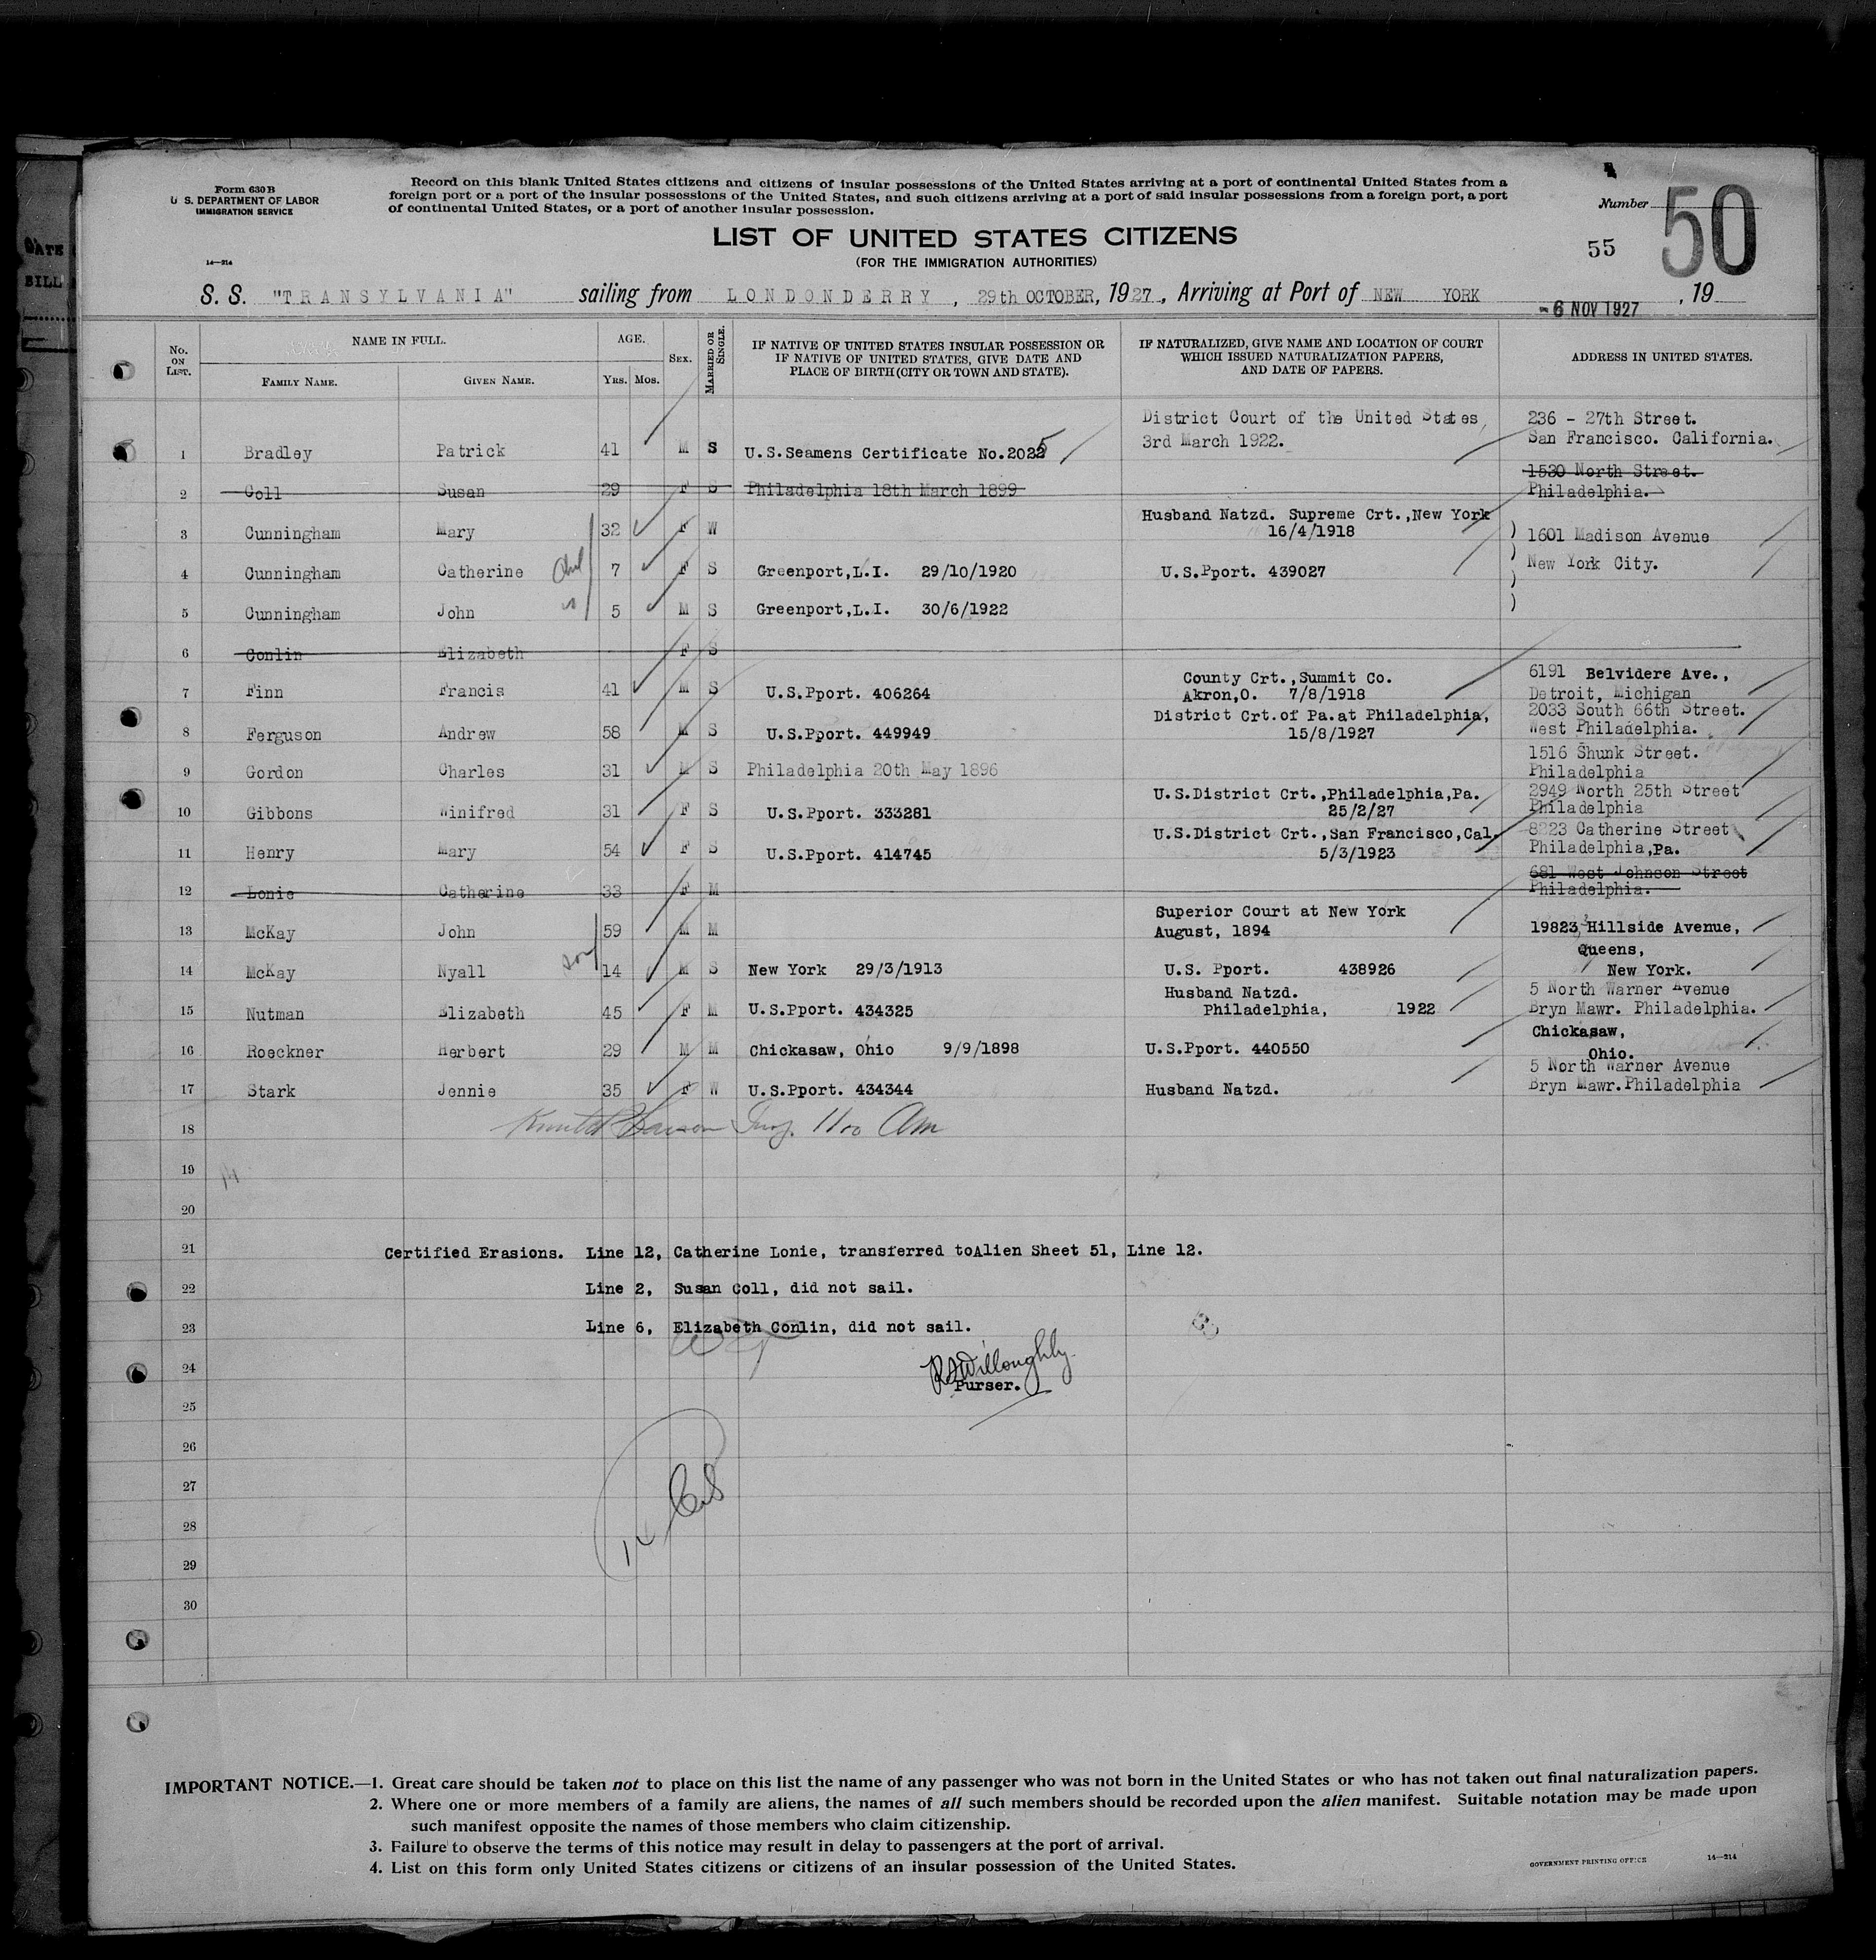 Form 630 B
U. S. DEPARTMENT OF LABOR
IMMIGRATION SERVICE
14—214
Record on this blank United States citizens and citizens of insular possessions of the United States arriving at a port of continental United States from a
foreign port or a port of the insular possessions of the United States, and such citizens arriving at a port of said insular possessions from a foreign port, a port
of continental United States, or a port of another insular possession.
Number
50
55
LIST OF UNITED STATES CITIZENS
(FOR THE IMMIGRATION AUTHORITIES)
S. S. "TRANSYLVANIA" sailing from LONDONDERRY, 29th OCTOBER, 1927, Arriving at Port of NEW YORK , 19
- 6 NOV 1927
No. ON LIST.
NAME IN FULL.
FAMILY NAME. GIVEN NAME.
AGE.
YRS. MOS.
SEX.
MARRIED OR SINGLE.
IF NATIVE OF UNITED STATES INSULAR POSSESSION OR
IF NATIVE OF UNITED STATES, GIVE DATE AND
PLACE OF BIRTH (CITY OR TOWN AND STATE).
IF NATURALIZED, GIVE NAME AND LOCATION OF COURT
WHICH ISSUED NATURALIZATION PAPERS,
AND DATE OF PAPERS.
ADDRESS IN UNITED STATES.
District Court of the United States, 236 - 27th Street.
1 Bradley Patrick 41 M S U.S.Seamens Certificate No.2025 3rd March 1922. San Francisco. California.
1530 North Street.
2 Coll Susan 29 F S Philadelphia 18th March 1899 Philadelphia.
Husband Natzd. Supreme Crt.,New York
3 Cunningham Mary 32 F W 16/4/1918 ) 1601 Madison Avenue
4 Cunningham Catherine 7 F S Greenport,L.I. 29/10/1920 U.S.Pport. 439027 ) New York City.
5 Cunningham John 5 M S Greenport,L.I. 30/6/1922 )
6 Conlin Elizabeth F S
County Crt.,Summit Co. 6191 Belvidere Ave.,
7 Finn Francis 41 M S U.S.Pport. 406264 Akron,O. 7/8/1918 Detroit, Michigan
District Crt.of Pa.at Philadelphia, 2033 South 66th Street.
8 Ferguson Andrew 58 M S U.S.Pport. 449949 15/8/1927 West Philadelphia.
1516 Shunk Street.
9 Gordon Charles 31 M S Philadelphia 20th May 1896 Philadelphia
U.S.District Crt.,Philadelphia,Pa. 2949 North 25th Street
10 Gibbons Winifred 31 F S U.S.Pport. 333281 25/2/27 Philadelphia
U.S.District Crt.,San Francisco,Cal. 8223 Catherine Street
11 Henry Mary 54 F S U.S.Pport. 414745 5/3/1923 Philadelphia,Pa.
681 West Johnson Street
12 Lonie Catherine 33 F M Philadelphia.
Superior Court at New York
13 McKay John 59 M M August, 1894 19823 Hillside Avenue,
Queens,
son
14 McKay Nyall 14 M S New York 29/3/1913 U.S. Pport. 438926 New York.
Husband Natzd. 5 North Warner Avenue
15 Nutman Elizabeth 45 F M U.S.Pport. 434325 Philadelphia, 1922 Bryn Mawr. Philadelphia.
Chickasaw,
16 Roeckner Herbert 29 M M Chickasaw, Ohio 9/9/1898 U.S.Pport. 440550 Ohio.
5 North Warner Avenue
17 Stark Jennie 35 F W U.S.Pport. 434344 Husband Natzd. Bryn Mawr.Philadelphia
18 Insp. 1100 Am
19
20
21 Certified Erasions. Line 12, Catherine Lonie, transferred toAlien Sheet 51, Line 12.
22 Line 2, Susan Coll, did not sail.
23 Line 6, Elizabeth Conlin, did not sail.
24 Willoughby
Purser.
25
26
27
28
29
30
IMPORTANT NOTICE.—1. Great care should be taken not to place on this list the name of any passenger who was not born in the United States or who has not taken out final naturalization papers.
2. Where one or more members of a family are aliens, the names of all such members should be recorded upon the alien manifest. Suitable notation may be made upon
such manifest opposite the names of those members who claim citizenship.
3. Failure to observe the terms of this notice may result in delay to passengers at the port of arrival.
4. List on this form only United States citizens or citizens of an insular possession of the United States.
GOVERNMENT PRINTING OFFICE 14—214